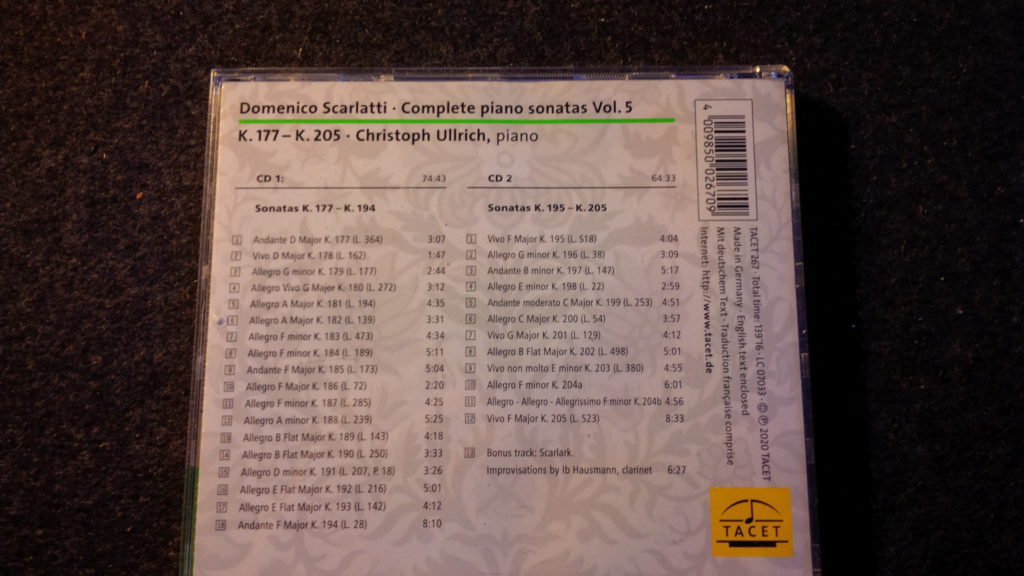 Domenico Scarlatti · Complete piano sonatas Vol. 5
K. 177 – K. 205 · Christoph Ullrich, piano
CD 1: 74:43
Sonatas K. 177 – K. 194
1 Andante D Major K. 177 (L. 364) 3:07
2 Vivo D Major K. 178 (L. 162) 1:47
3 Allegro G minor K. 179 (L. 177) 2:44
4 Allegro Vivo G Major K. 180 (L. 272) 3:12
5 Allegro A Major K. 181 (L. 194) 4:35
6 Allegro A Major K. 182 (L. 139) 3:31
7 Allegro F minor K. 183 (L. 473) 4:34
8 Allegro F minor K. 184 (L. 189) 5:11
9 Andante F Major K. 185 (L. 173) 5:04
10 Allegro F Major K. 186 (L. 72) 2:20
11 Allegro F minor K. 187 (L. 285) 4:25
12 Allegro A minor K. 188 (L. 239) 5:25
13 Allegro B Flat Major K. 189 (L. 143) 4:18
14 Allegro B Flat Major K. 190 (L. 250) 3:33
15 Allegro D minor K. 191 (L. 207, P. 18) 3:26
16 Allegro E Flat Major K. 192 (L. 216) 5:01
17 Allegro E Flat Major K. 193 (L. 142) 4:12
18 Andante F Major K. 194 (L. 28) 8:10
CD 2 64:33
Sonatas K. 195 – K. 205
1 Vivo F Major K. 195 (L. S18) 4:04
2 Allegro G minor K. 196 (L. 38) 3:09
3 Andante B minor K. 197 (L. 147) 5:17
4 Allegro E minor K. 198 (L. 22) 2:59
5 Andante moderato C Major K. 199 (L. 253) 4:51
6 Allegro C Major K. 200 (L. 54) 3:57
7 Vivo G Major K. 201 (L. 129) 4:12
8 Allegro B Flat Major K. 202 (L. 498) 5:01
9 Vivo non molto E minor K. 203 (L. 380) 4:55
10 Allegro F minor K. 204a 6:01
11 Allegro - Allegro - Allegrissimo F minor K. 204b 4:56
12 Vivo F Major K. 205 (L. S23) 8:33
13 Bonus track: Scarlark.
Improvisations by Ib Hausmann, clarinet 6:27
4 009850 026709
TACET 267 · Total time: 139'16 · LC 07033 · © ℗ 2020 TACET
Made in Germany · English text enclosed
Mit deutschem Text · Traduction française comprise
Internet: http://www.tacet.de
TACET